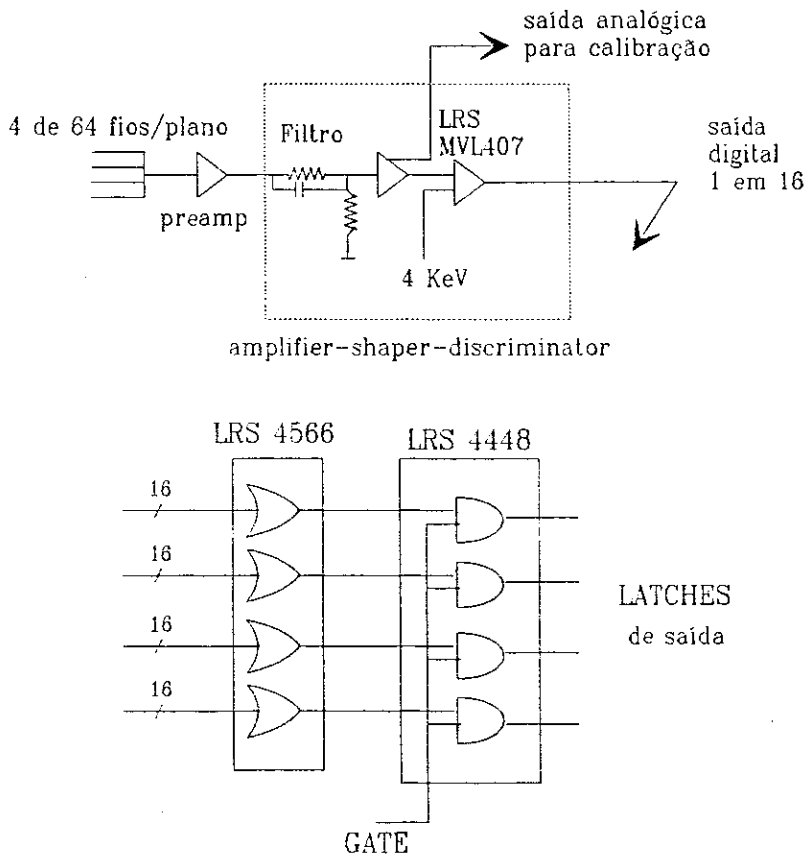 saída analógica
para calibração
4 de 64 fios/plano
Filtro
LRS
MVL407
saída
digital
1 em 16
preamp
4 KeV
amplifier-shaper-discriminator
LRS 4566
LRS 4448
16
16
16
16
LATCHES
de saída
GATE